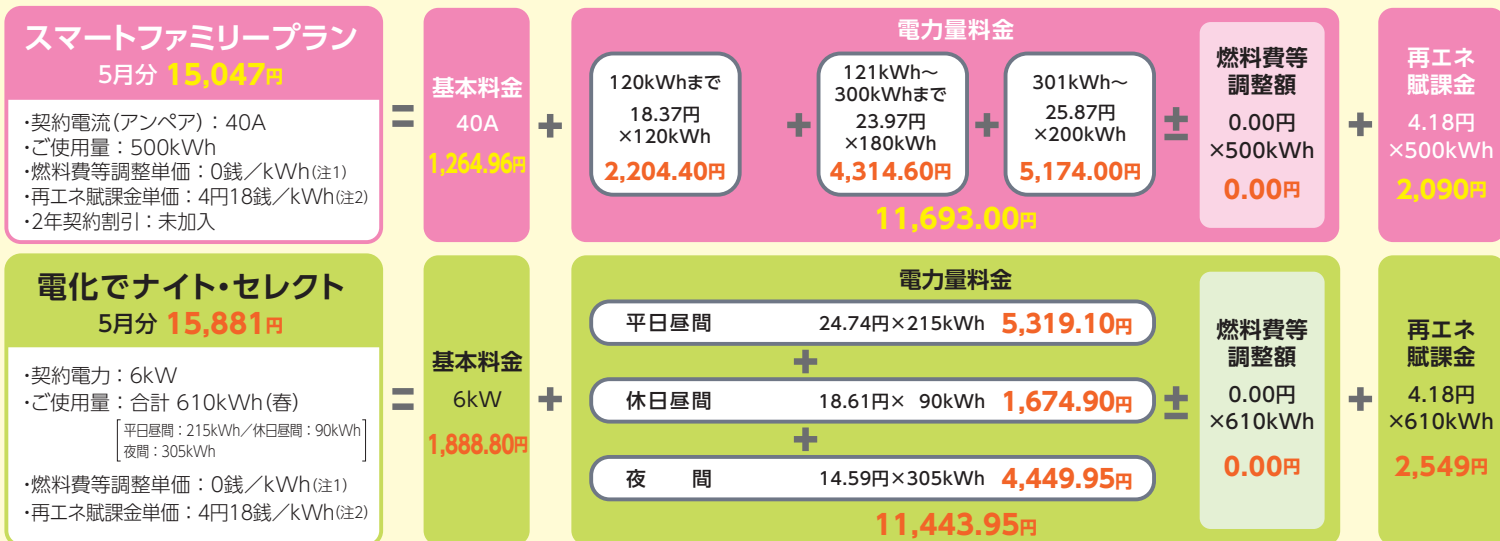 スマートファミリープラン
5月分 15,047円
・契約電流(アンペア)：40A
・ご使用量：500kWh
・燃料費等調整単価：0銭／kWh(注1)
・再エネ賦課金単価：4円18銭／kWh(注2)
・2年契約割引：未加入
=
基本料金
40A
1,264.96円
+
電力量料金
120kWhまで
18.37円
×120kWh
2,204.40円
+
121kWh～
300kWhまで
23.97円
×180kWh
4,314.60円
+
301kWh～
25.87円
×200kWh
5,174.00円
11,693.00円
±
燃料費等
調整額
0.00円
×500kWh
0.00円
+
再エネ
賦課金
4.18円
×500kWh
2,090円
電化でナイト・セレクト
5月分 15,881円
・契約電力：6kW
・ご使用量：合計 610kWh(春)
[平日昼間：215kWh／休日昼間：90kWh
夜間：305kWh]
・燃料費等調整単価：0銭／kWh(注1)
・再エネ賦課金単価：4円18銭／kWh(注2)
=
基本料金
6kW
1,888.80円
+
電力量料金
平日昼間 24.74円×215kWh 5,319.10円
+
休日昼間 18.61円× 90kWh 1,674.90円
+
夜　間 14.59円×305kWh 4,449.95円
11,443.95円
±
燃料費等
調整額
0.00円
×610kWh
0.00円
+
再エネ
賦課金
4.18円
×610kWh
2,549円